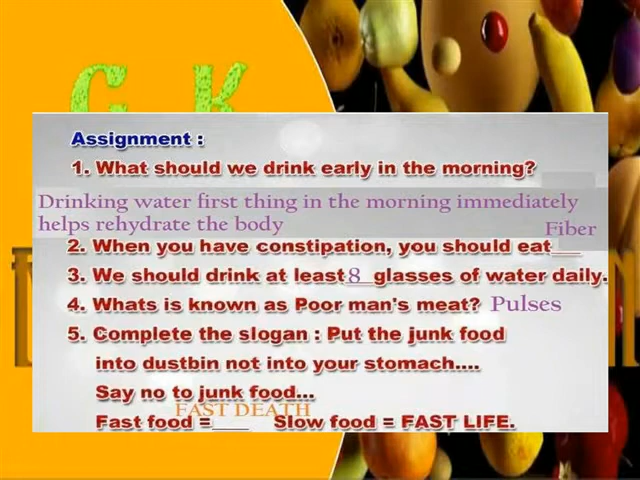 G K
Assignment :
1. What should we drink early in the morning?
Drinking water first thing in the morning immediately
helps rehydrate the body
Fiber
2. When you have constipation, you should eat___
3. We should drink at least 8 glasses of water daily.
4. Whats is known as Poor man's meat? Pulses
5. Complete the slogan : Put the junk food
into dustbin not into your stomach....
Say no to junk food...
FAST DEATH
Fast food =____ Slow food = FAST LIFE.